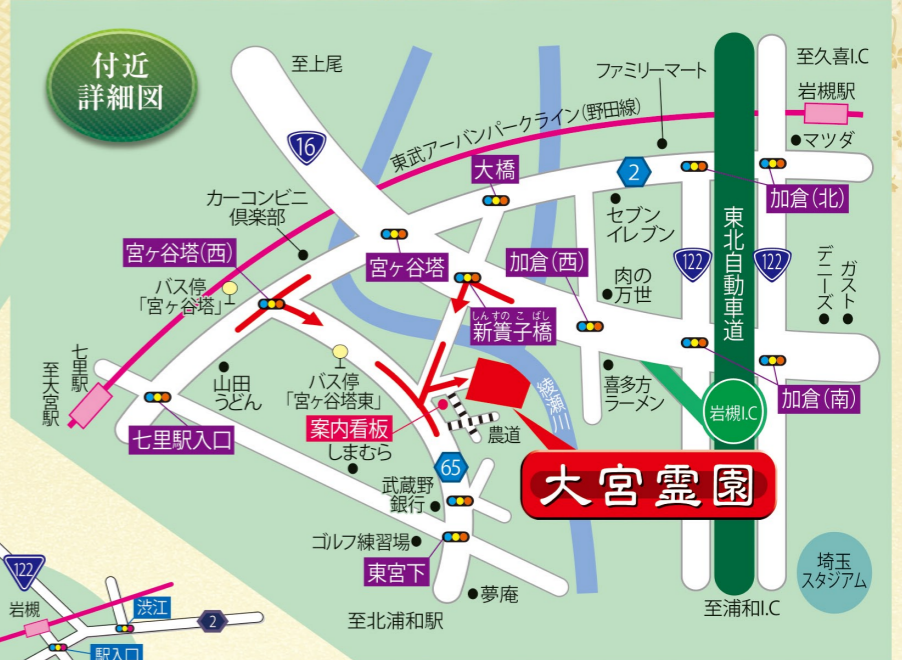 付近
詳細図
至上尾
ファミリーマート
至久喜I.C
岩槻駅
マツダ
16
東武アーバンパークライン(野田線)
大橋
2
加倉(北)
カーコンビニ
倶楽部
セブン
イレブン
東北自動車道
宮ヶ谷塔(西)
宮ヶ谷塔
加倉(西)
122
122
デニーズ
ガスト
バス停
「宮ヶ谷塔」
肉の
万世
しんすのこばし
新簀子橋
七里駅
至大宮駅
山田
うどん
バス停
「宮ヶ谷塔東」
綾瀬川
喜多方
ラーメン
加倉(南)
岩槻I.C
七里駅入口
案内看板
農道
しまむら
65
大宮霊園
武蔵野
銀行
ゴルフ練習場
東宮下
埼玉
スタジアム
夢庵
至北浦和駅
至浦和I.C
122
岩槻
渋江
2
駅入口